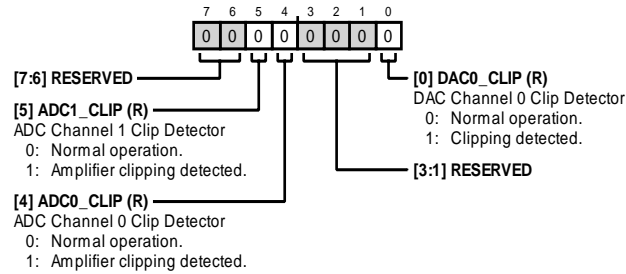 7 6 5 4 3 2 1 0
0 0 0 0 0 0 0 0
[7:6] RESERVED
[5] ADC1_CLIP (R)
ADC Channel 1 Clip Detector
0: Normal operation.
1: Amplifier clipping detected.
[4] ADC0_CLIP (R)
ADC Channel 0 Clip Detector
0: Normal operation.
1: Amplifier clipping detected.
[0] DAC0_CLIP (R)
DAC Channel 0 Clip Detector
0: Normal operation.
1: Clipping detected.
[3:1] RESERVED